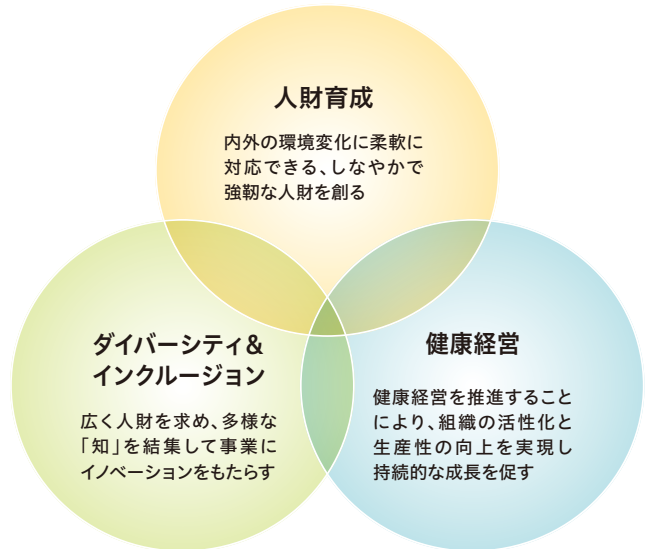 人財育成
内外の環境変化に柔軟に
対応できる、しなやかで
強靭な人財を創る
ダイバーシティ&
インクルージョン
広く人財を求め、多様な
「知」を結集して事業に
イノベーションをもたらす
健康経営
健康経営を推進すること
により、組織の活性化と
生産性の向上を実現し
持続的な成長を促す